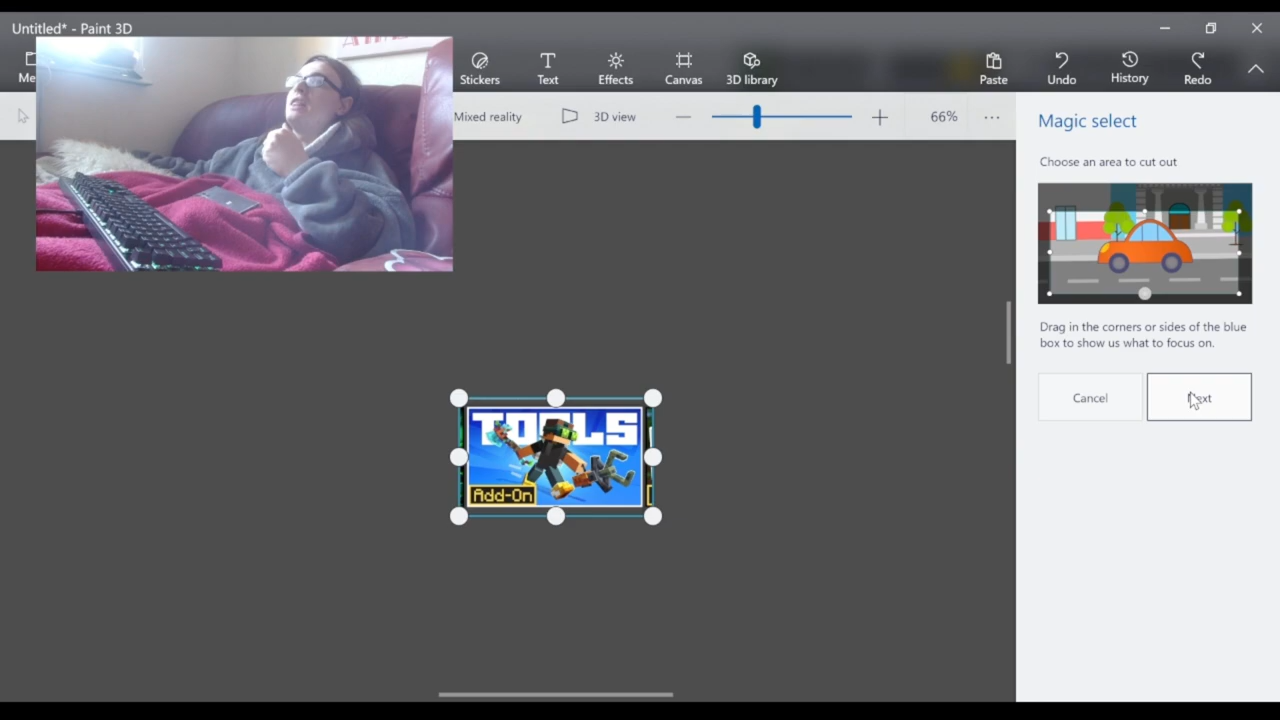 Untitled* - Paint 3D
Me
Stickers
Text
Effects
Canvas
3D library
Paste
Undo
History
Redo
Mixed reality
3D view
66%
Magic select
Choose an area to cut out
Drag in the corners or sides of the blue
box to show us what to focus on.
Cancel
TOOLS
Add-On